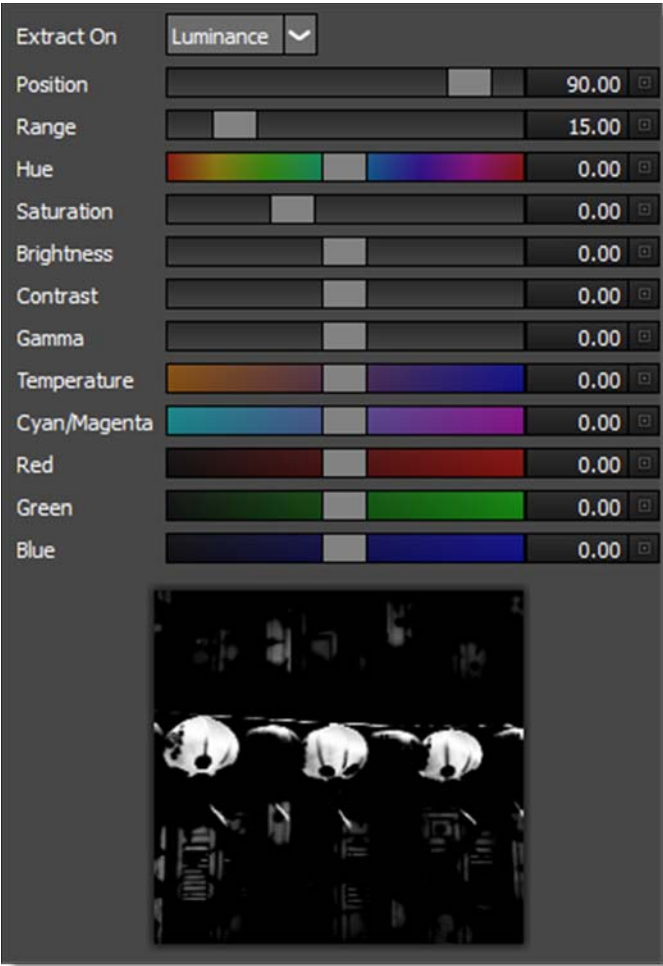 Extract On Luminance
Position 90.00
Range 15.00
Hue 0.00
Saturation 0.00
Brightness 0.00
Contrast 0.00
Gamma 0.00
Temperature 0.00
Cyan/Magenta 0.00
Red 0.00
Green 0.00
Blue 0.00